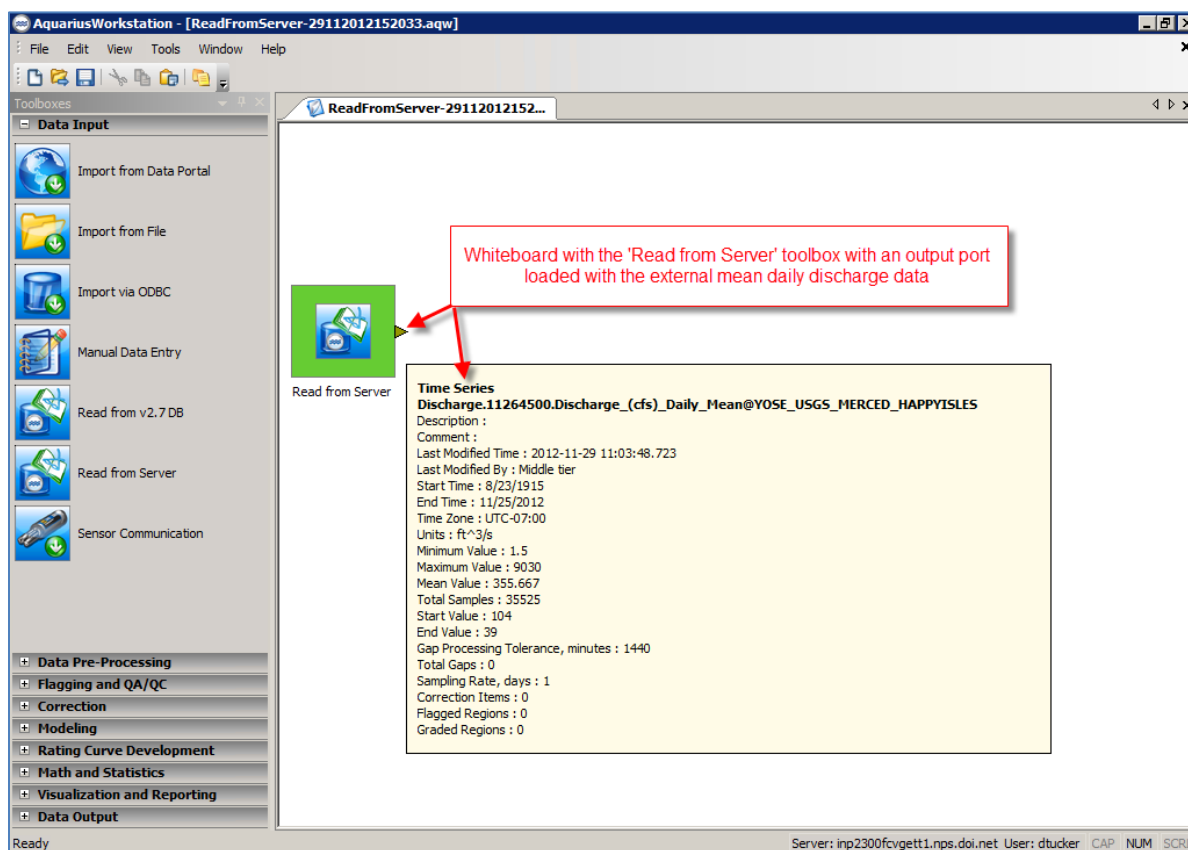 AquariusWorkstation - [ReadFromServer-29112012152033.aqw]
File Edit View Tools Window Help
Toolboxes
Data Input
Import from Data Portal
Import from File
Import via ODBC
Manual Data Entry
Read from v2.7 DB
Read from Server
Sensor Communication
Data Pre-Processing
Flagging and QA/QC
Correction
Modeling
Rating Curve Development
Math and Statistics
Visualization and Reporting
Data Output
ReadFromServer-29112012152...
Whiteboard with the 'Read from Server' toolbox with an output port
loaded with the external mean daily discharge data
Read from Server
Time Series
Discharge.11264500.Discharge_(cfs)_Daily_Mean@YOSE_USGS_MERCED_HAPPYISLES
Description :
Comment :
Last Modified Time : 2012-11-29 11:03:48.723
Last Modified By : Middle tier
Start Time : 8/23/1915
End Time : 11/25/2012
Time Zone : UTC-07:00
Units : ft^3/s
Minimum Value : 1.5
Maximum Value : 9030
Mean Value : 355.667
Total Samples : 35525
Start Value : 104
End Value : 39
Gap Processing Tolerance, minutes : 1440
Total Gaps : 0
Sampling Rate, days : 1
Correction Items : 0
Flagged Regions : 0
Graded Regions : 0
Ready
Server: inp2300fcvgett1.nps.doi.net User: dtucker CAP NUM SCR